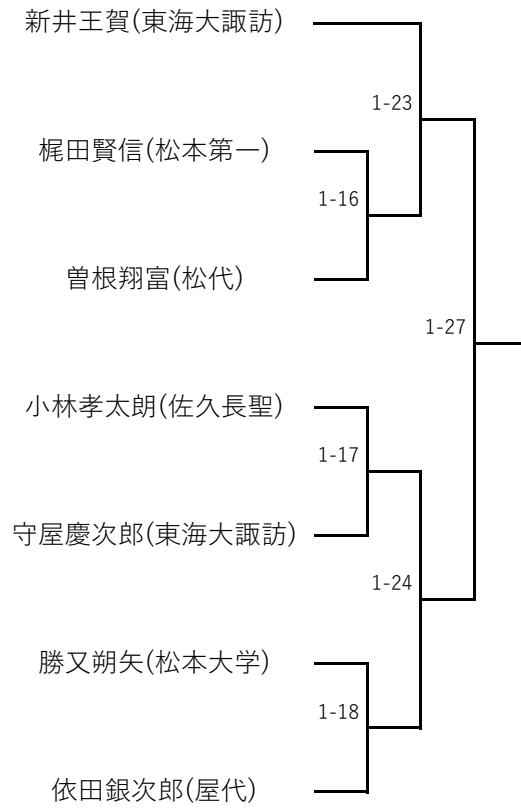 新井王賀(東海大諏訪)
1-23
梶田賢信(松本第一)
1-16
曽根翔富(松代)
1-27
小林孝太朗(佐久長聖)
1-17
守屋慶次郎(東海大諏訪)
1-24
勝又朔矢(松本大学)
1-18
依田銀次郎(屋代)